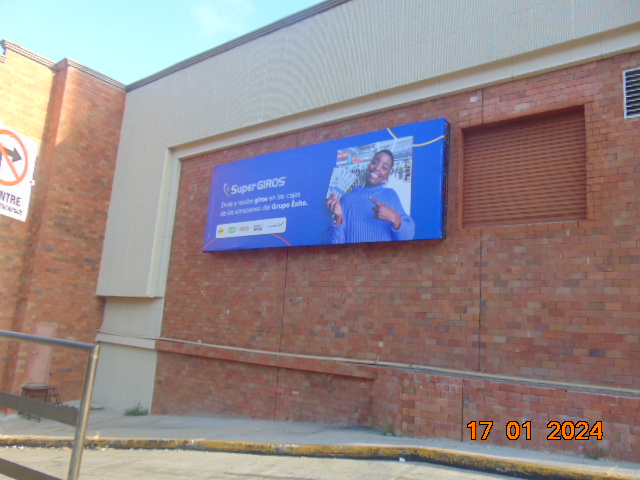 SuperGIROS
Envía y recibe giros en las cajas
de los almacenes del Grupo Éxito.
NTRE
17 01 2024